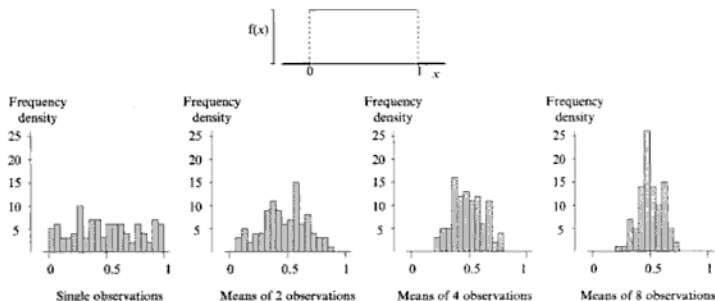 f(x)
0 1 x
Frequency density
25
20
15
10
5
0 0.5 1
Single observations
Frequency density
25
20
15
10
5
0 0.5 1
Means of 2 observations
Frequency density
25
20
15
10
5
0 0.5 1
Means of 4 observations
Frequency density
25
20
15
10
5
0 0.5 1
Means of 8 observations